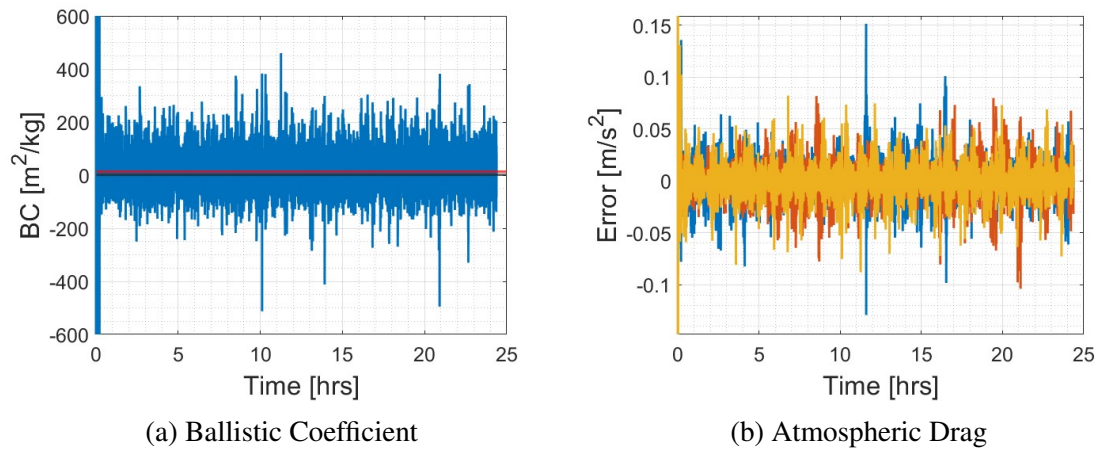 600
400
200
0
-200
-400
-600
BC [m²/kg]
0 5 10 15 20 25
Time [hrs]
(a) Ballistic Coefficient
0.15
0.1
0.05
0
-0.05
-0.1
Error [m/s²]
0 5 10 15 20 25
Time [hrs]
(b) Atmospheric Drag